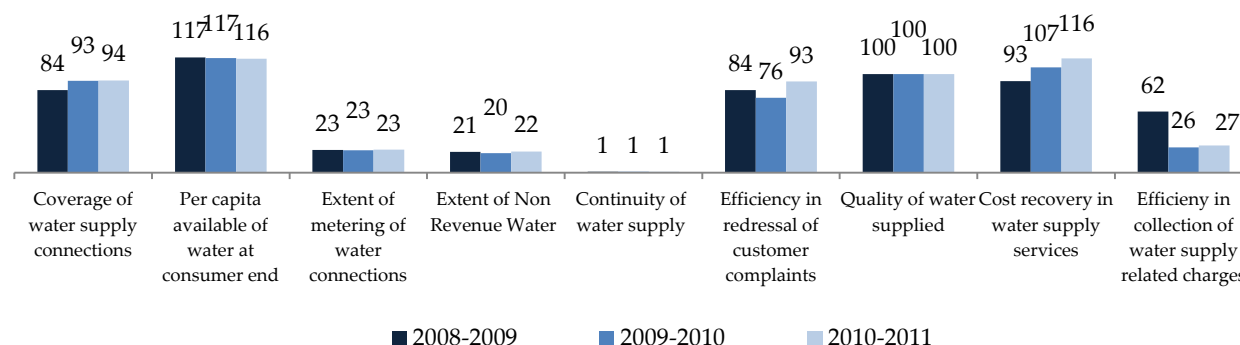 84 93 94
117 117 116
23 23 23
21 20 22
1 1 1
84 76 93
100 100 100
93 107 116
62 26 27
Coverage of
water supply
connections
Per capita
available of
water at
consumer end
Extent of
metering of
water
connections
Extent of Non
Revenue Water
Continuity of
water supply
Efficiency in
redressal of
customer
complaints
Quality of water
supplied
Cost recovery in
water supply
services
Efficieny in
collection of
water supply
related charges
2008-2009 2009-2010 2010-2011